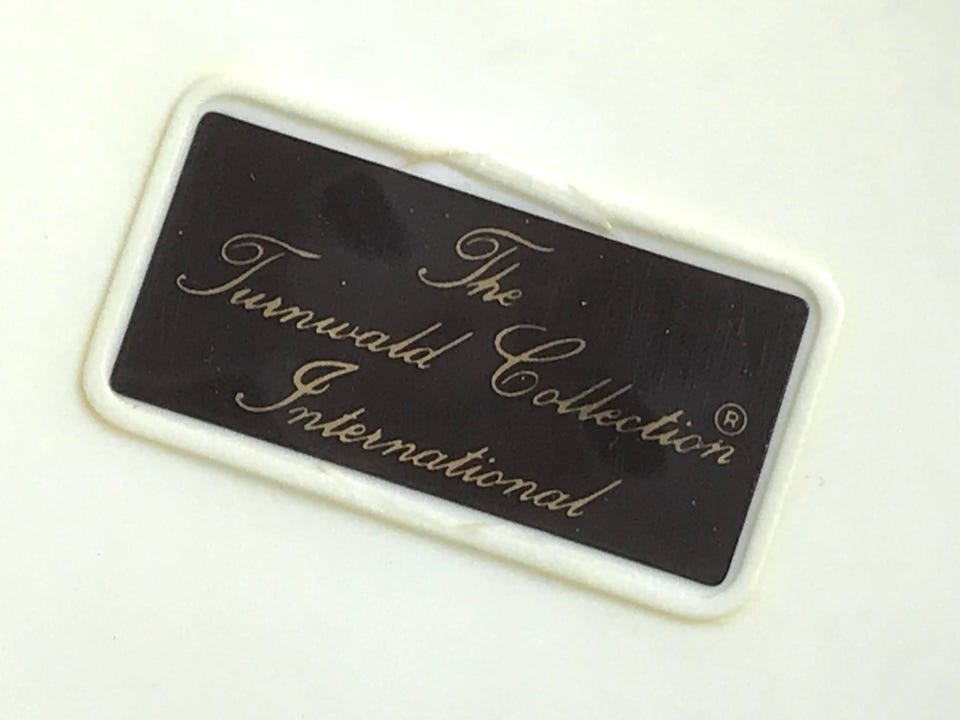 The
Turnwald Collection®
International